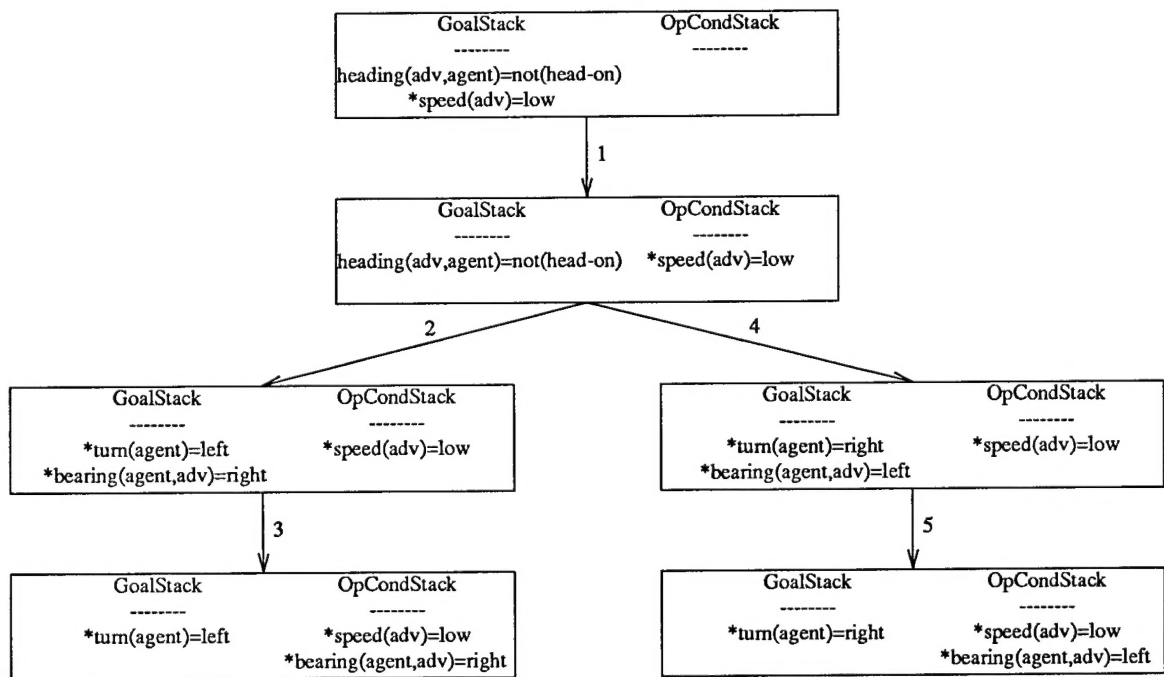 GoalStack OpCondStack
-------- --------
heading(adv,agent)=not(head-on)
*speed(adv)=low
1
GoalStack OpCondStack
-------- --------
heading(adv,agent)=not(head-on) *speed(adv)=low
2 4
GoalStack OpCondStack
-------- --------
*turn(agent)=left *speed(adv)=low
*bearing(agent,adv)=right
GoalStack OpCondStack
-------- --------
*turn(agent)=right *speed(adv)=low
*bearing(agent,adv)=left
3 5
GoalStack OpCondStack
-------- --------
*turn(agent)=left *speed(adv)=low
*bearing(agent,adv)=right
GoalStack OpCondStack
-------- --------
*turn(agent)=right *speed(adv)=low
*bearing(agent,adv)=left